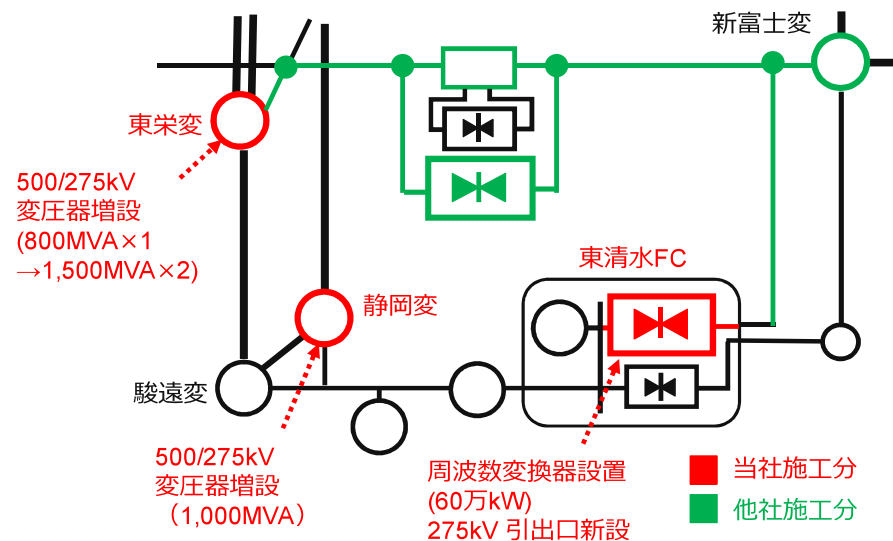 新富士変
東栄変
500/275kV
変圧器増設
(800MVA×1
→1,500MVA×2)
東清水FC
静岡変
駿遠変
500/275kV
変圧器増設
（1,000MVA）
周波数変換器設置
(60万kW)
275kV 引出口新設
当社施工分
他社施工分